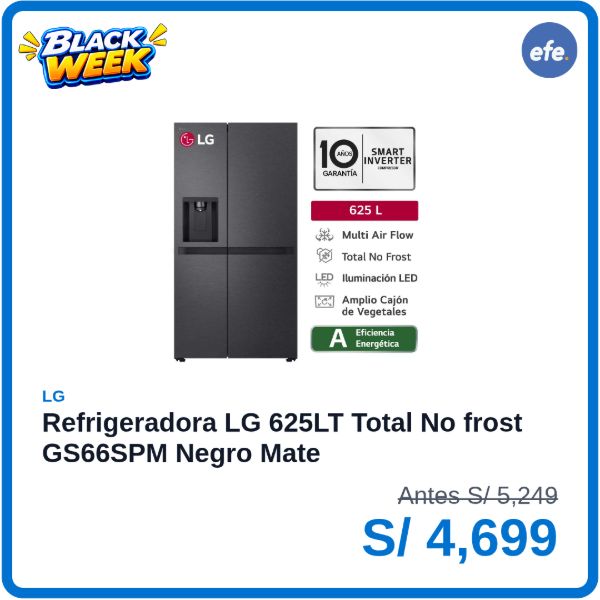 BLACK
WEEK
efe.
LG
10
AÑOS
GARANTÍA
SMART
INVERTER
COMPRESSOR
625 L
Multi Air Flow
Total No Frost
LED
Iluminación LED
Amplio Cajón
de Vegetales
A
Eficiencia
Energética
LG
Refrigeradora LG 625LT Total No frost
GS66SPM Negro Mate
Antes S/ 5,249
S/ 4,699